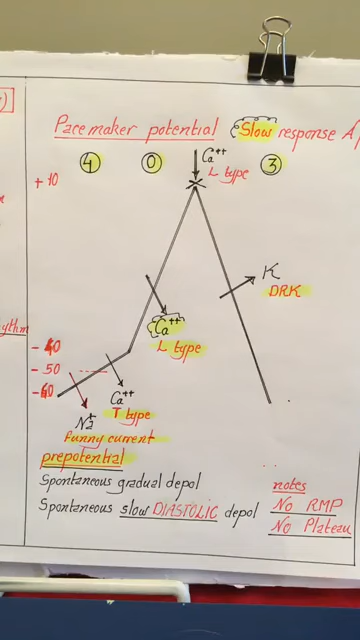 Pacemaker potential Slow response A
4 0 Ca++ 3
L type
+10
K
DRK
Ca++
L type
ythm
- 40
- 50
- 60
Ca++
T type
Na+
Funny current
prepotential
Spontaneous gradual depol
notes
Spontaneous slow DIASTOLIC depol
No RMP
No Plateau